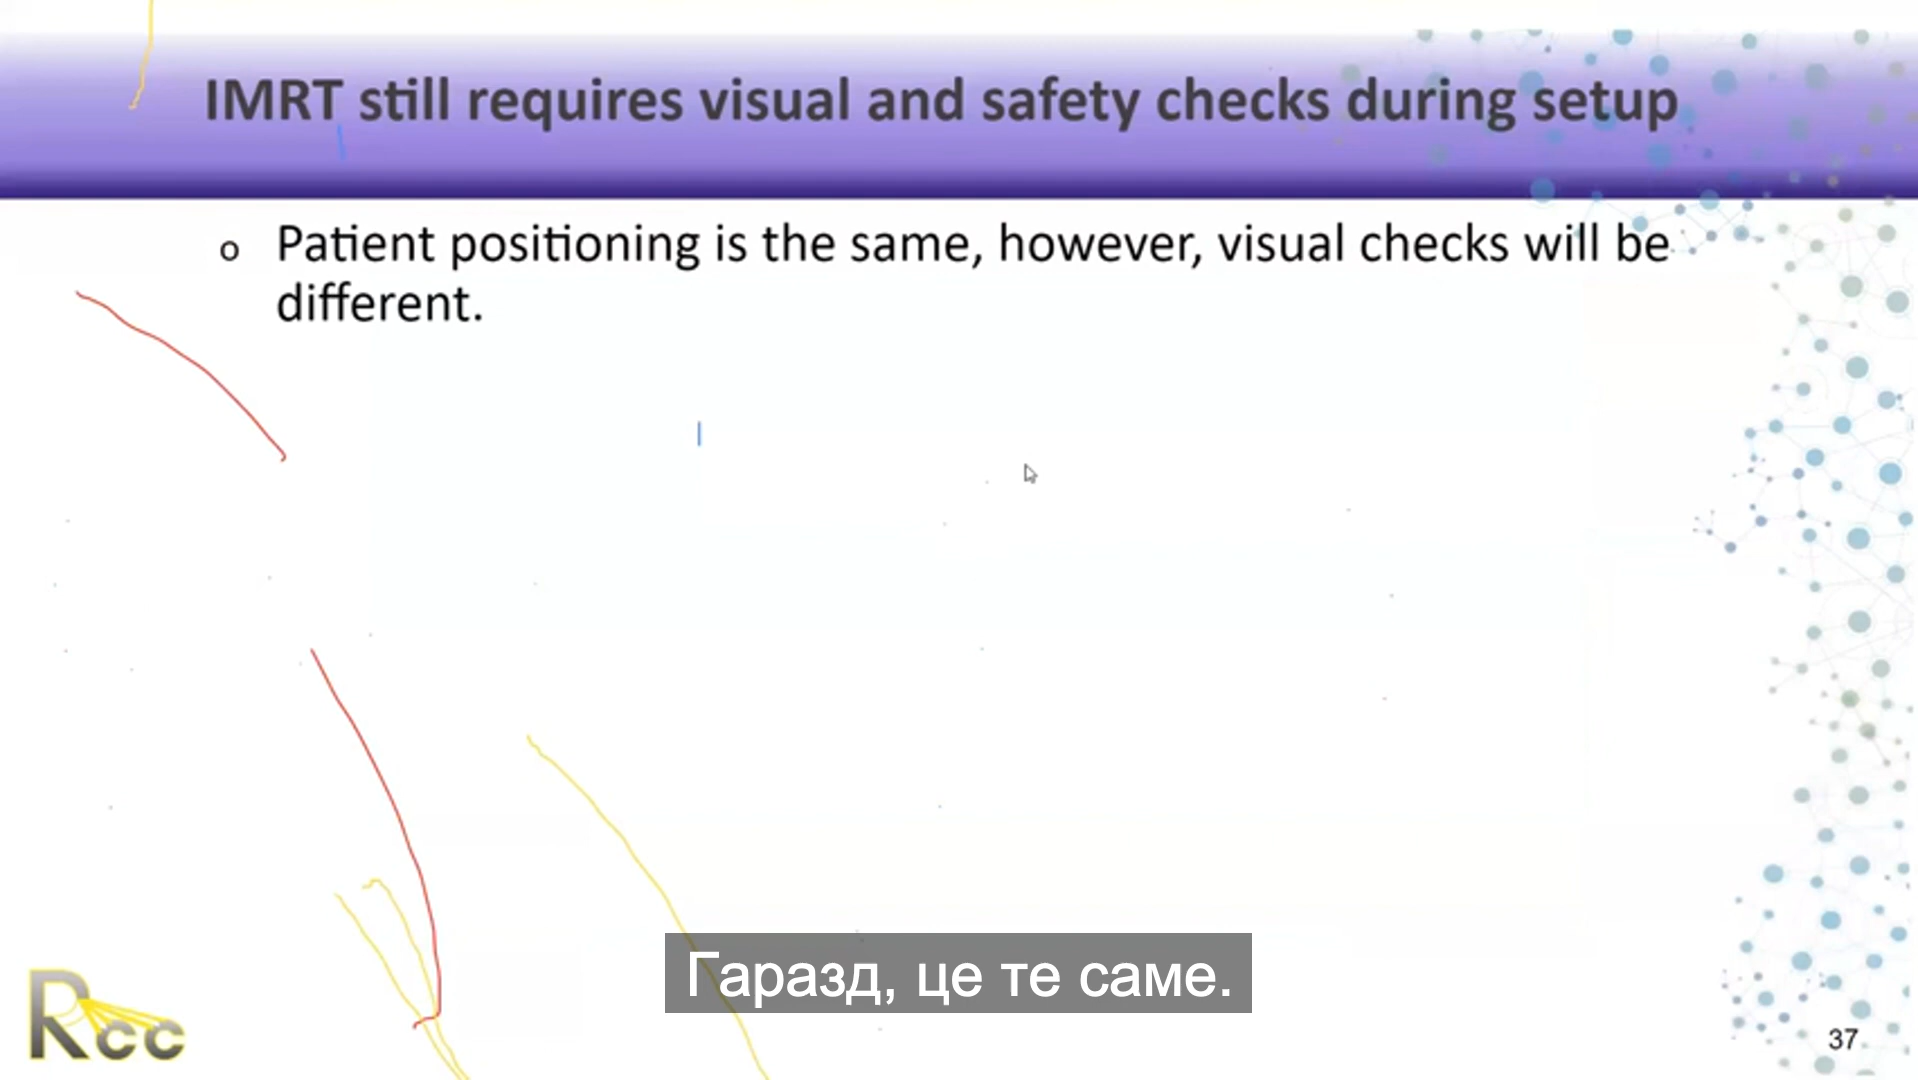 IMRT still requires visual and safety checks during setup
o Patient positioning is the same, however, visual checks will be
different.
Гаразд, це те саме.
Rcc
37